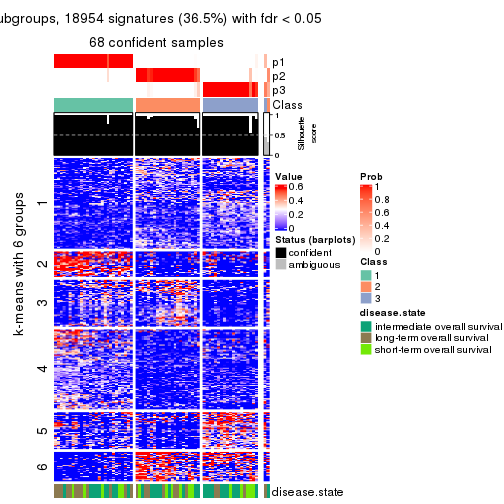 ubgroups, 18954 signatures (36.5%) with fdr < 0.05
68 confident samples
p1
p2
p3
Class
1
0.5
0
Silhouette
score
k-means with 6 groups
1
2
3
4
5
6
Value
0.6
0.4
0.2
0
Status (barplots)
confident
ambiguous
Prob
1
0.8
0.6
0.4
0.2
0
Class
1
2
3
disease.state
intermediate overall survival
long-term overall survival
short-term overall survival
disease.state